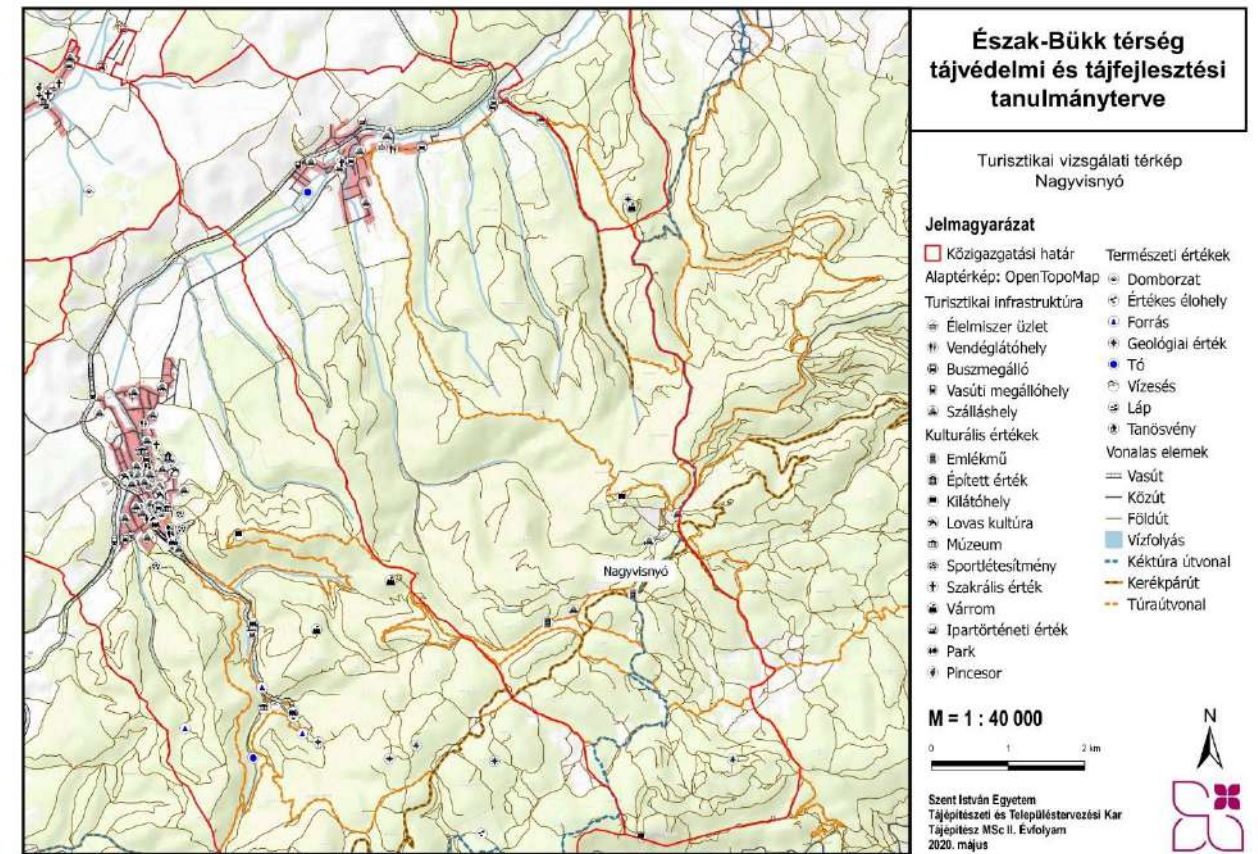 Észak-Bükk térség
tájvédelmi és tájfejlesztési
tanulmányterve
Turisztikai vizsgálati térkép
Nagyvisnyó
Jelmagyarázat
Közigazgatási határ
Alaptérkép: OpenTopoMap
Turisztikai infrastruktúra
Élelmiszer üzlet
Vendéglátóhely
Buszmegálló
Vasúti megállóhely
Szálláshely
Kulturális értékek
Emlékmű
Épített érték
Kilátóhely
Lovas kultúra
Múzeum
Sportlétesítmény
Szakrális érték
Várrom
Ipartörténeti érték
Park
Pincesor
Természeti értékek
Domborzat
Értékes élohely
Forrás
Geológiai érték
Tó
Vízesés
Láp
Tanösvény
Vonalas elemek
Vasút
Közút
Földút
Vízfolyás
Kéktúra útvonal
Kerékpárút
Túraútvonal
M = 1 : 40 000
0 1 2 km
N
Szent István Egyetem
Tájépítészeti és Településtervezési Kar
Tájépítész MSc II. Évfolyam
2020. május
Nagyvisnyó